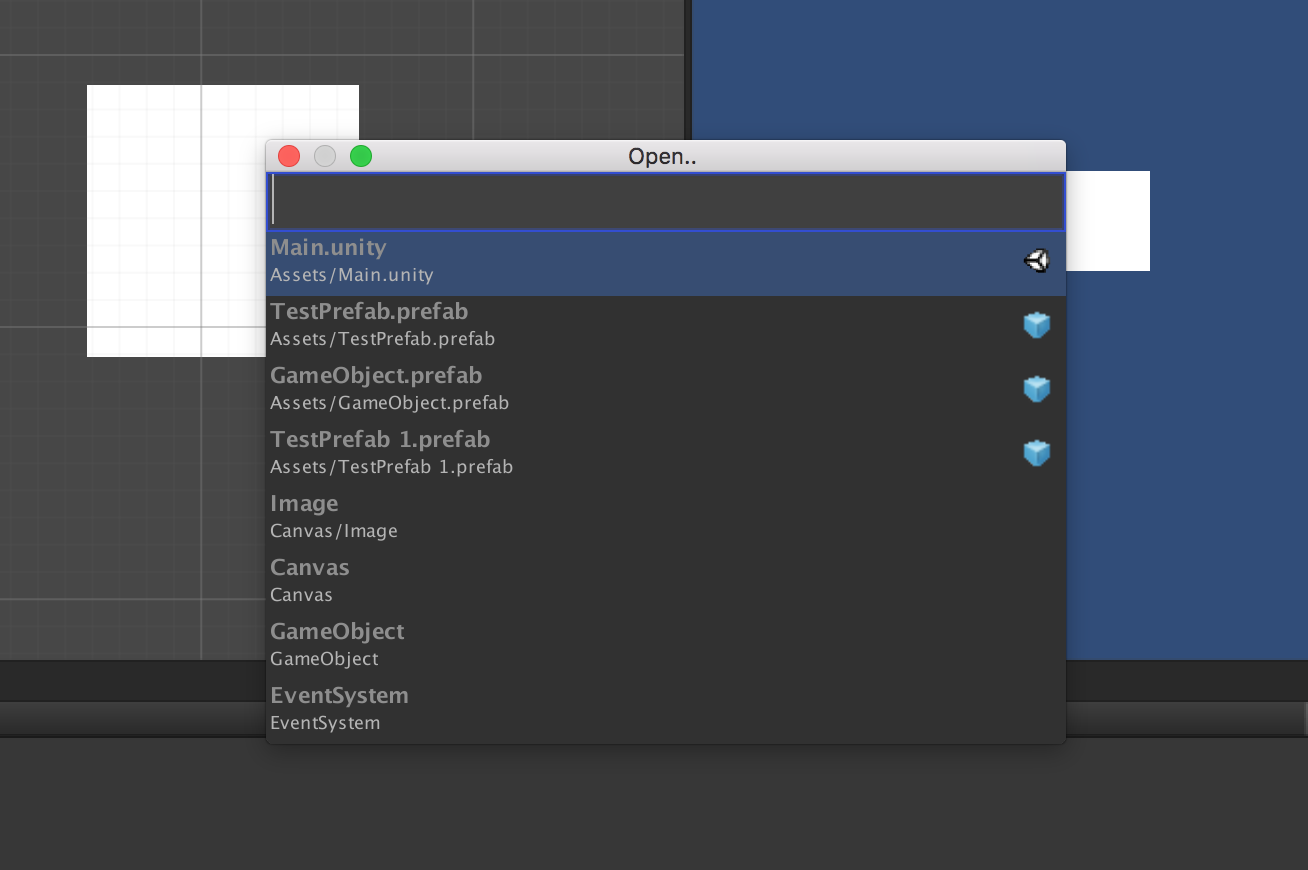 Open..
Main.unity
Assets/Main.unity
TestPrefab.prefab
Assets/TestPrefab.prefab
GameObject.prefab
Assets/GameObject.prefab
TestPrefab 1.prefab
Assets/TestPrefab 1.prefab
Image
Canvas/Image
Canvas
Canvas
GameObject
GameObject
EventSystem
EventSystem